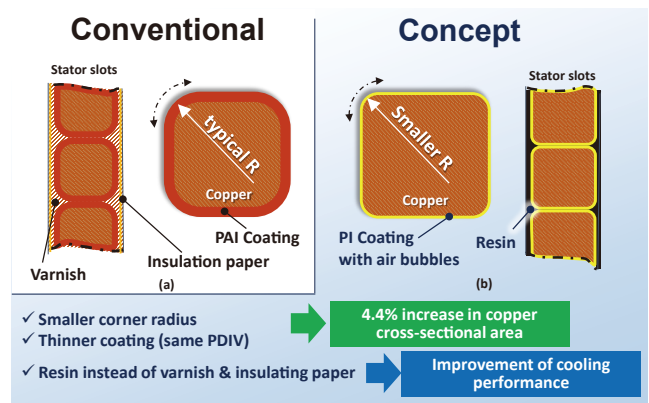 Conventional
Stator slots
typical R
Copper
PAI Coating
Insulation paper
Varnish
(a)
Concept
Stator slots
Smaller R
Copper
PI Coating
with air bubbles
Resin
(b)
✓ Smaller corner radius
✓ Thinner coating (same PDIV)
4.4% increase in copper
cross-sectional area
✓ Resin instead of varnish & insulating paper
Improvement of cooling
performance